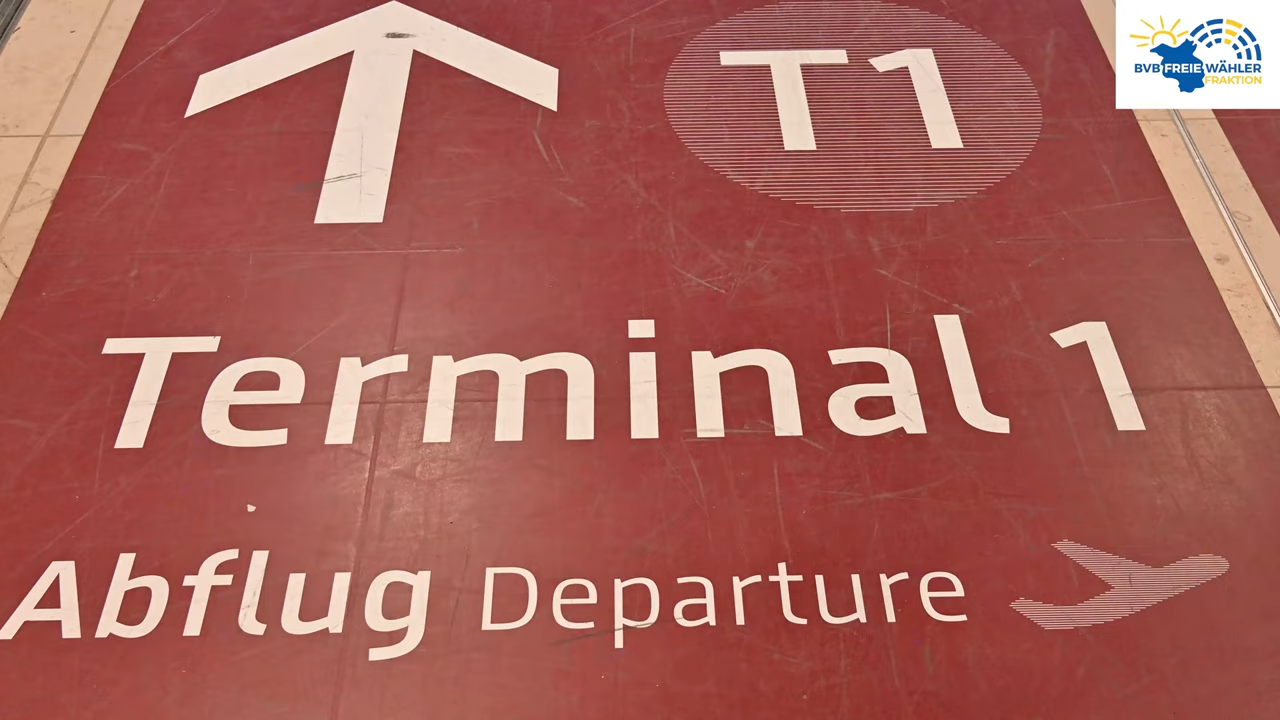 T1
BVB FREIE WÄHLER
FRAKTION
Terminal 1
Abflug Departure